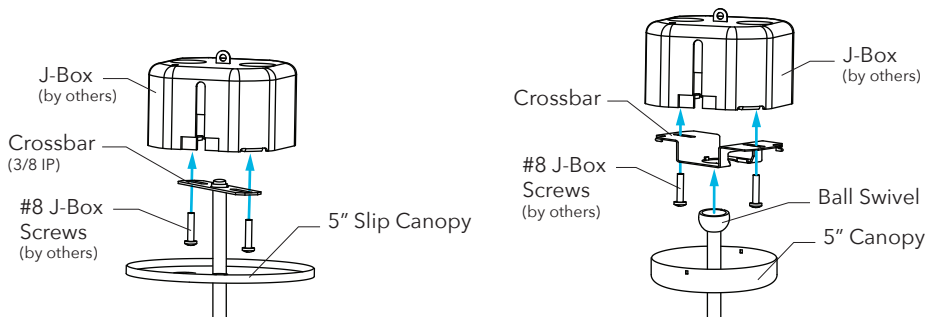 J-Box
(by others)
Crossbar
(3/8 IP)
#8 J-Box
Screws
(by others)
5” Slip Canopy
J-Box
(by others)
Crossbar
#8 J-Box
Screws
(by others)
Ball Swivel
5” Canopy